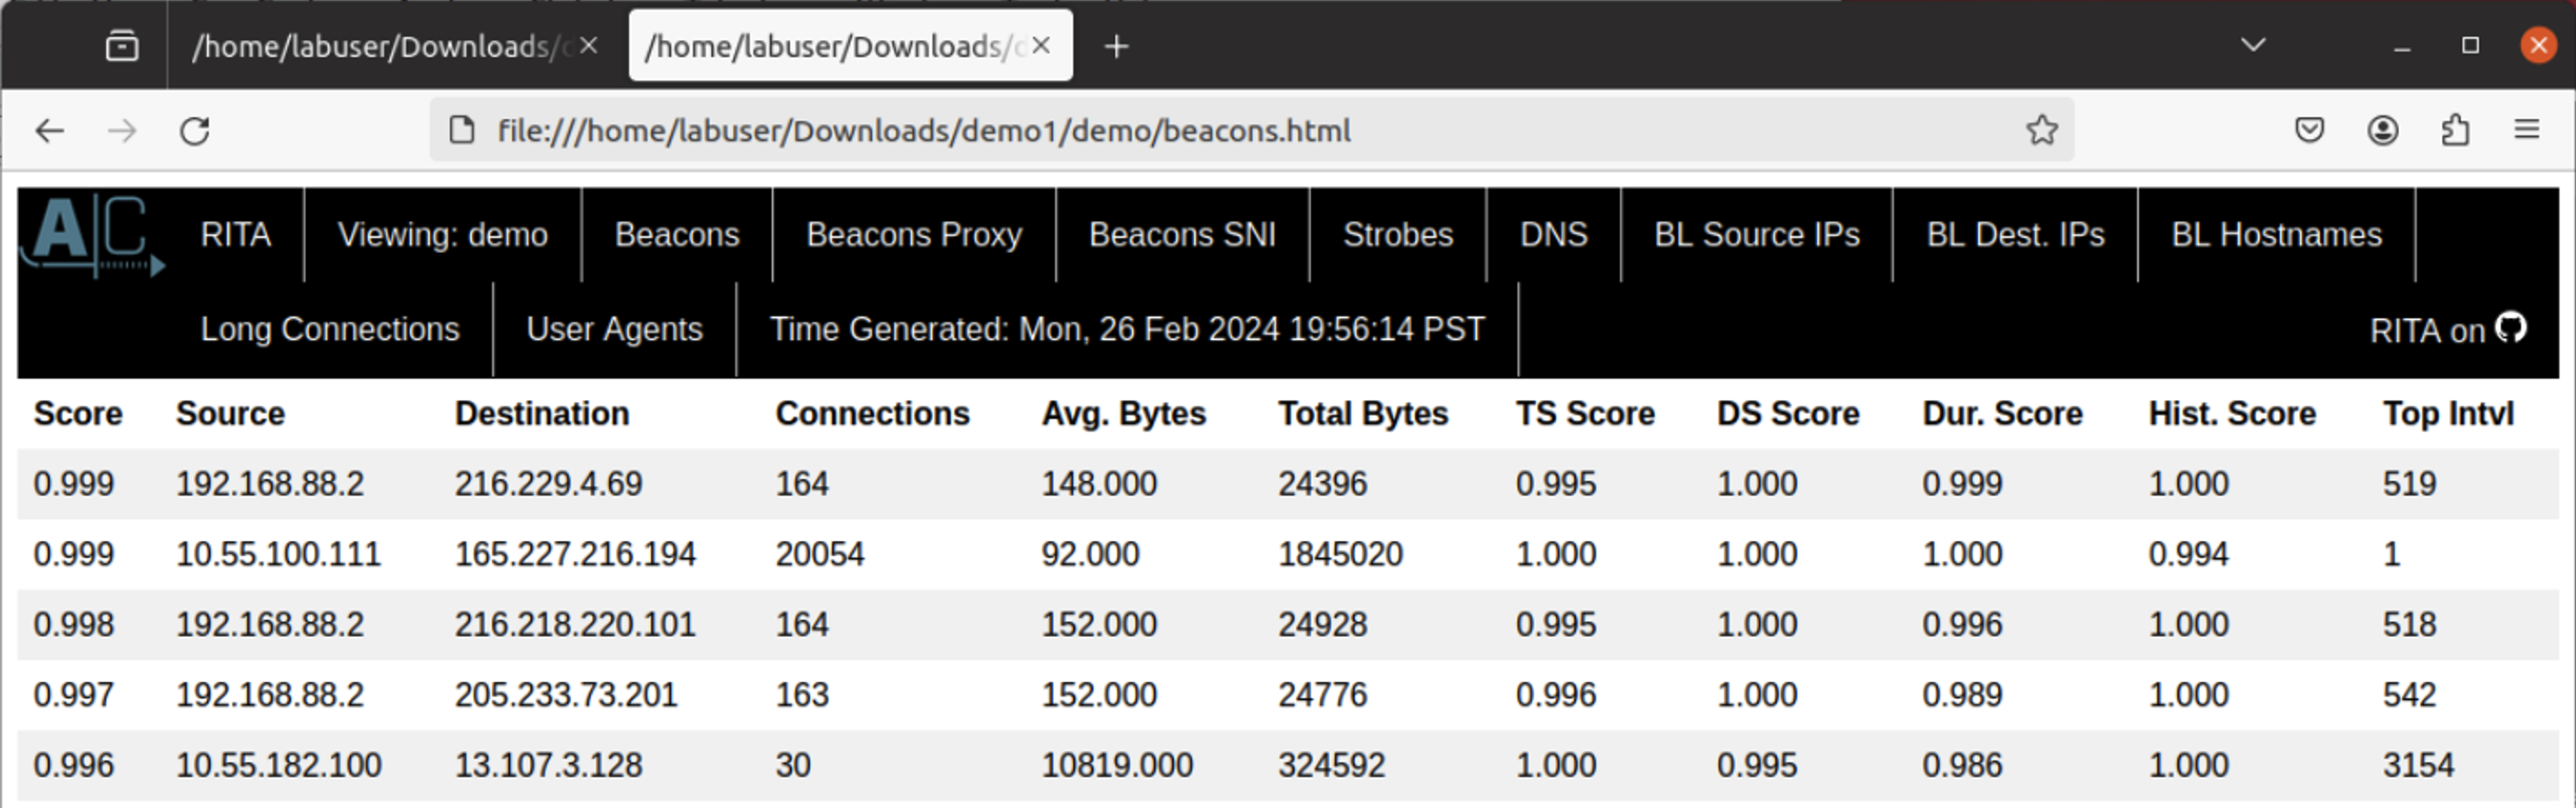 /home/labuser/Downloads/ /home/labuser/Downloads/
file:///home/labuser/Downloads/demo1/demo/beacons.html
AC RITA Viewing: demo Beacons Beacons Proxy Beacons SNI Strobes DNS BL Source IPs BL Dest. IPs BL Hostnames
Long Connections User Agents Time Generated: Mon, 26 Feb 2024 19:56:14 PST RITA on
Score Source Destination Connections Avg. Bytes Total Bytes TS Score DS Score Dur. Score Hist. Score Top Intvl
0.999 192.168.88.2 216.229.4.69 164 148.000 24396 0.995 1.000 0.999 1.000 519
0.999 10.55.100.111 165.227.216.194 20054 92.000 1845020 1.000 1.000 1.000 0.994 1
0.998 192.168.88.2 216.218.220.101 164 152.000 24928 0.995 1.000 0.996 1.000 518
0.997 192.168.88.2 205.233.73.201 163 152.000 24776 0.996 1.000 0.989 1.000 542
0.996 10.55.182.100 13.107.3.128 30 10819.000 324592 1.000 0.995 0.986 1.000 3154